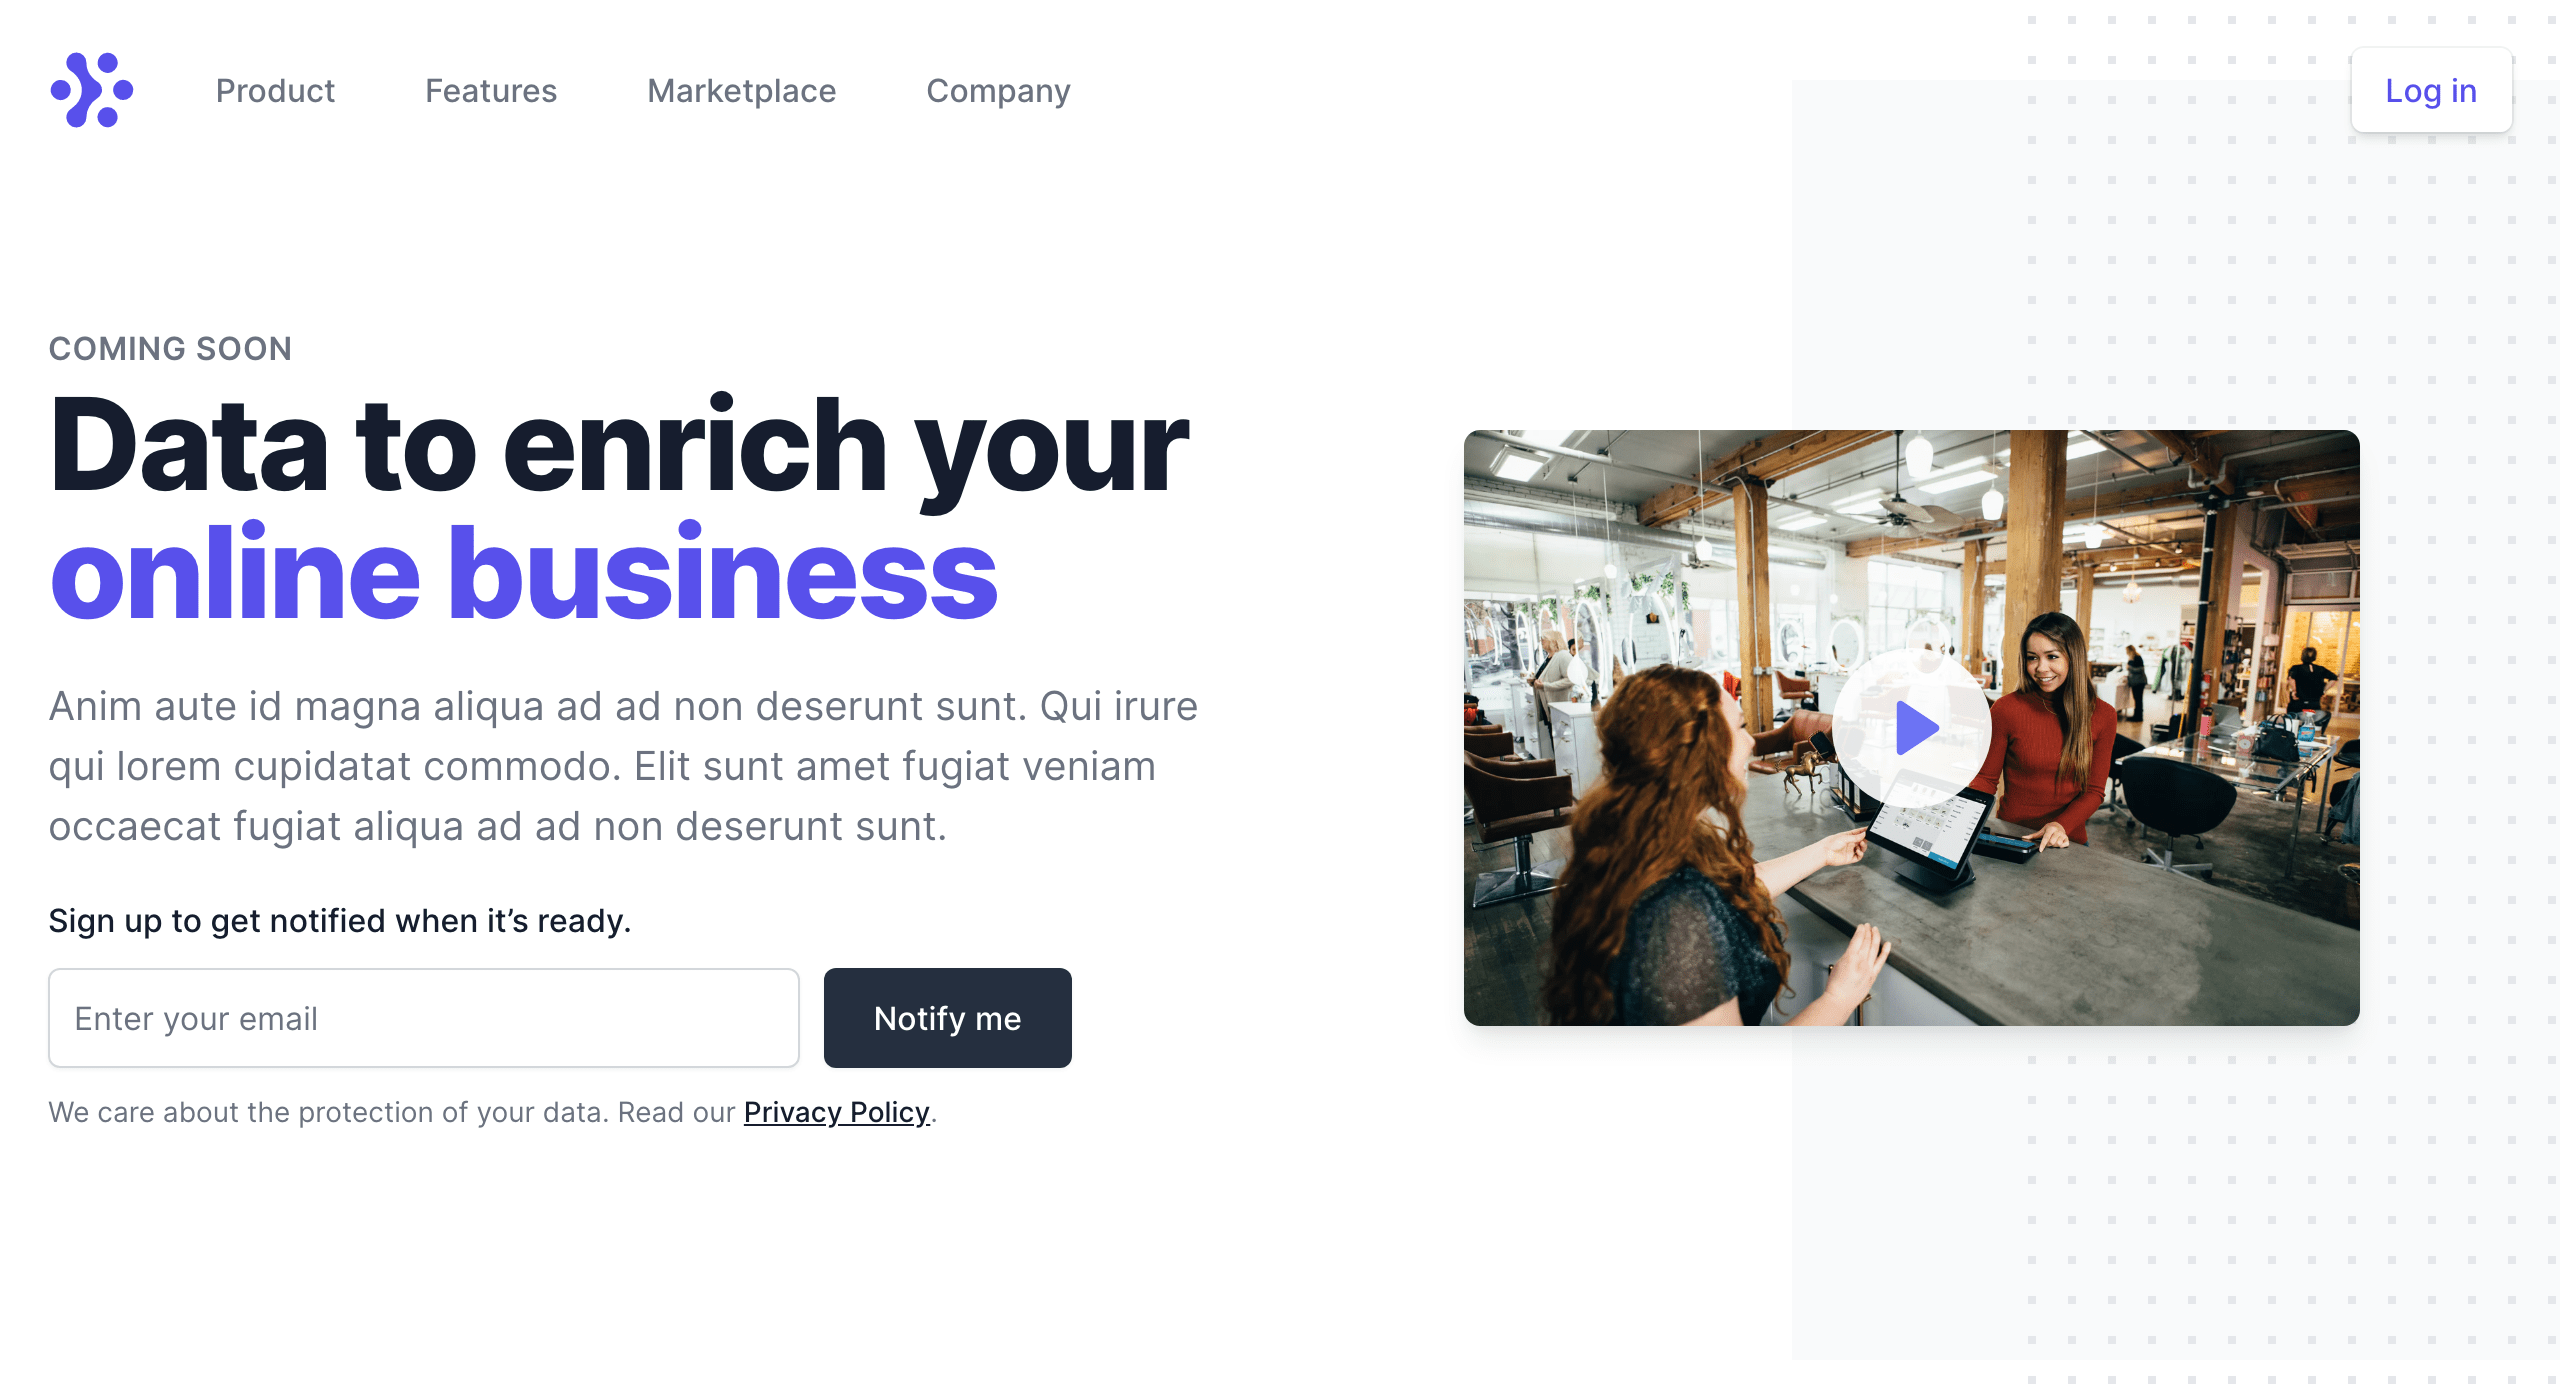 Product Features Marketplace Company Log in
COMING SOON
Data to enrich your
online business
Anim aute id magna aliqua ad ad non deserunt sunt. Qui irure
qui lorem cupidatat commodo. Elit sunt amet fugiat veniam
occaecat fugiat aliqua ad ad non deserunt sunt.
Sign up to get notified when it’s ready.
Enter your email
Notify me
We care about the protection of your data. Read our Privacy Policy.